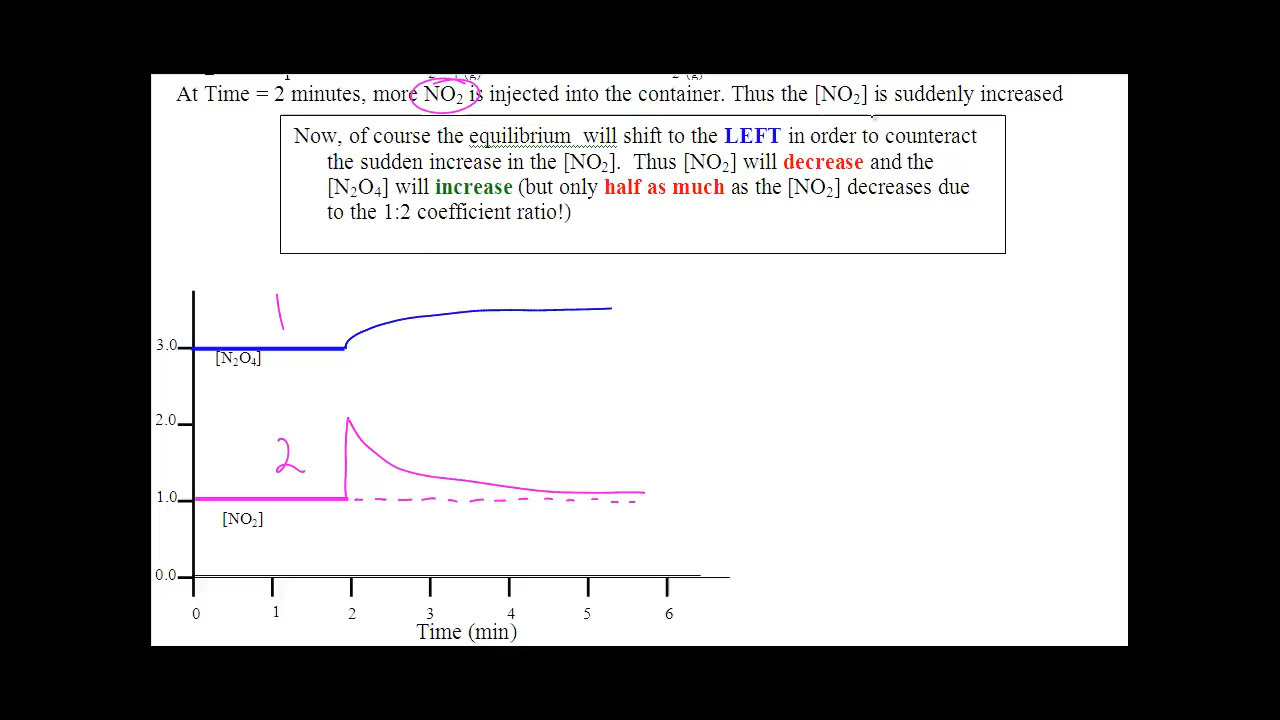 At Time = 2 minutes, more NO₂ is injected into the container. Thus the [NO₂] is suddenly increased
Now, of course the equilibrium will shift to the LEFT in order to counteract
the sudden increase in the [NO₂]. Thus [NO₂] will decrease and the
[N₂O₄] will increase (but only half as much as the [NO₂] decreases due
to the 1:2 coefficient ratio!)
1
3.0
[N₂O₄]
2.0
2
1.0
[NO₂]
0.0
0 1 2 3 4 5 6
Time (min)